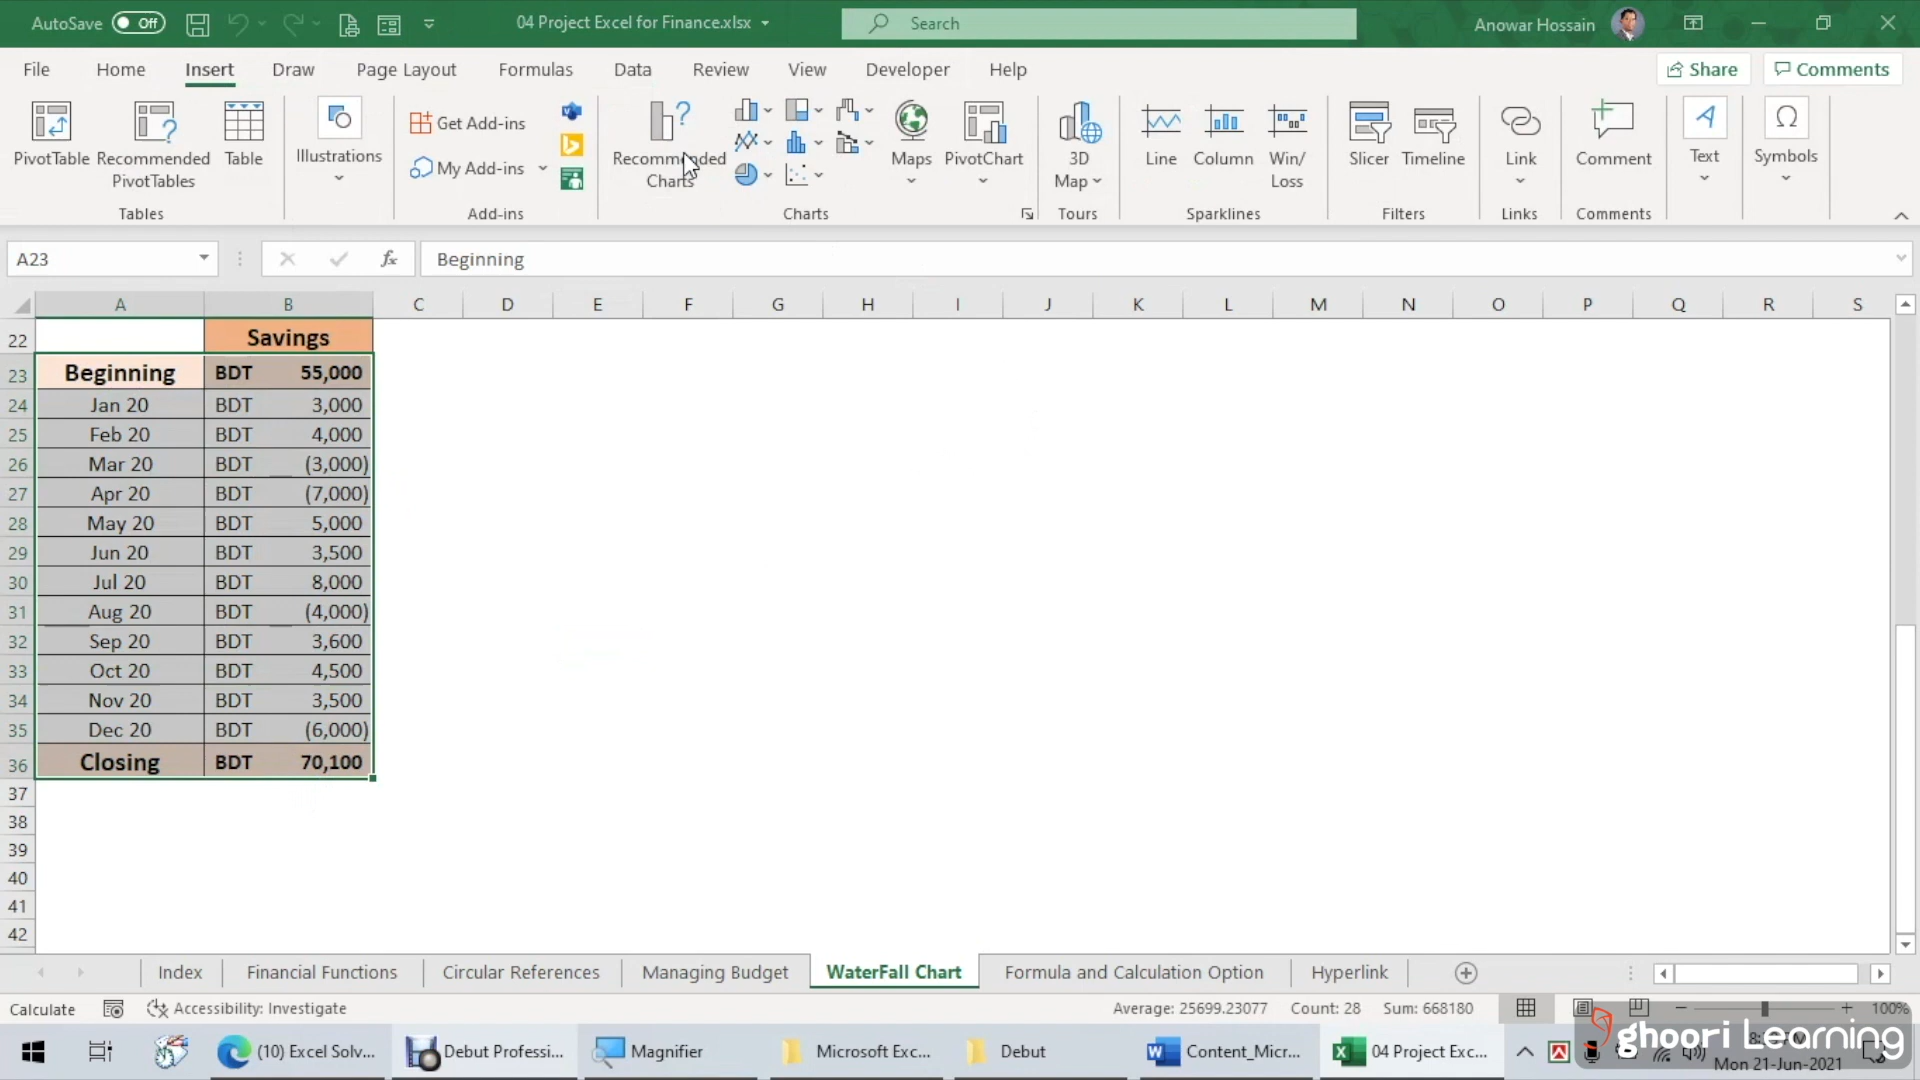 AutoSave Off
04 Project Excel for Finance.xlsx
Search
Anowar Hossain
File Home Insert Draw Page Layout Formulas Data Review View Developer Help
Share Comments
PivotTable
Recommended PivotTables
Table
Tables
Illustrations
Get Add-ins
My Add-ins
Add-ins
Recommended Charts
Maps
PivotChart
Charts
3D Map
Tours
Line
Column
Win/Loss
Sparklines
Slicer
Timeline
Filters
Link
Links
Comment
Comments
Text
Symbols
A23 fx Beginning
A B C D E F G H I J K L M N O P Q R S
22 Savings
23 Beginning BDT 55,000
24 Jan 20 BDT 3,000
25 Feb 20 BDT 4,000
26 Mar 20 BDT (3,000)
27 Apr 20 BDT (7,000)
28 May 20 BDT 5,000
29 Jun 20 BDT 3,500
30 Jul 20 BDT 8,000
31 Aug 20 BDT (4,000)
32 Sep 20 BDT 3,600
33 Oct 20 BDT 4,500
34 Nov 20 BDT 3,500
35 Dec 20 BDT (6,000)
36 Closing BDT 70,100
37
38
39
40
41
42
Index Financial Functions Circular References Managing Budget WaterFall Chart Formula and Calculation Option Hyperlink
Calculate Accessibility: Investigate Average: 25699.23077 Count: 28 Sum: 668180 100%
(10) Excel Solv... Debut Professi... Magnifier Microsoft Exc... Debut Content_Micr... 04 Project Exc...
ghoori Learning
Mon 21-Jun-2021